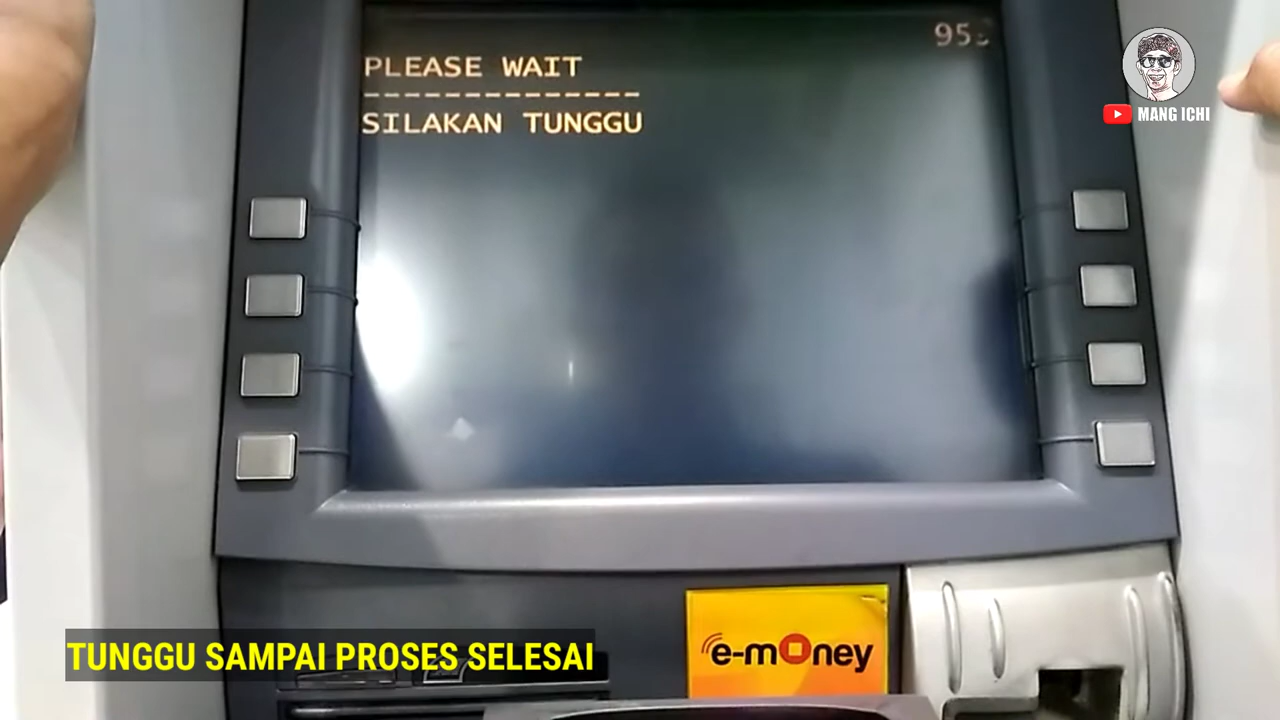 PLEASE WAIT
--------------
SILAKAN TUNGGU
MANG ICHI
e-money
TUNGGU SAMPAI PROSES SELESAI